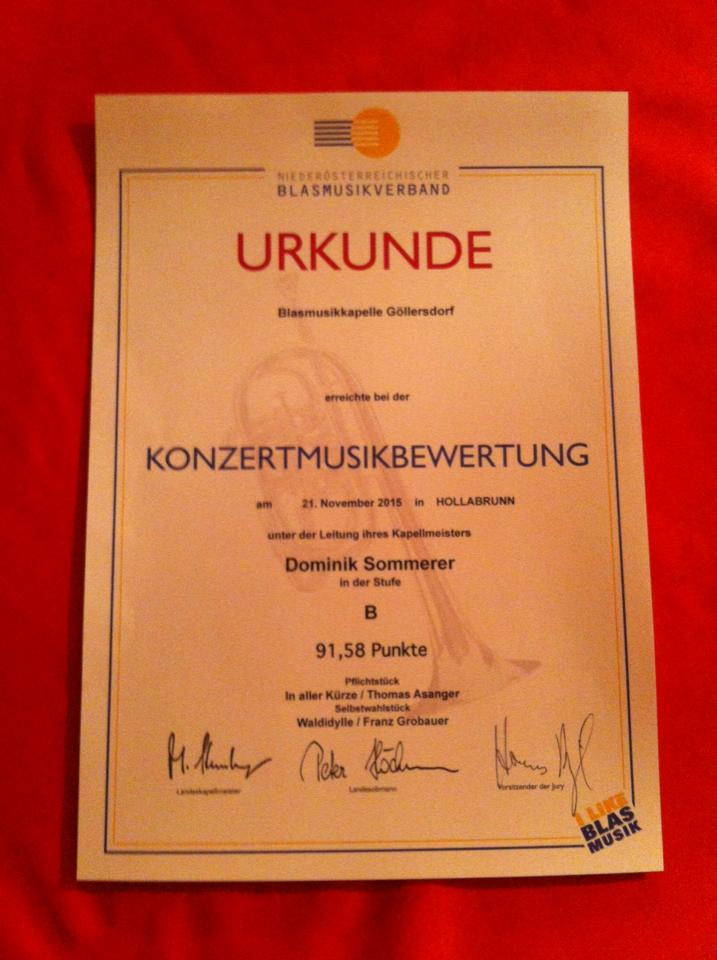 NIEDERÖSTERREICHISCHER
BLASMUSIKVERBAND
URKUNDE
Blasmusikkapelle Göllersdorf
erreichte bei der
KONZERTMUSIKBEWERTUNG
am 21. November 2015 in HOLLABRUNN
unter der Leitung ihres Kapellmeisters
Dominik Sommerer
in der Stufe
B
91,58 Punkte
Pflichtstück
In aller Kürze / Thomas Asanger
Selbstwahlstück
Waldidylle / Franz Grobauer
Peter
Landeskapellmeister
Landesobmann
Vorsitzender der Jury
I LIKE
BLAS
MUSIK